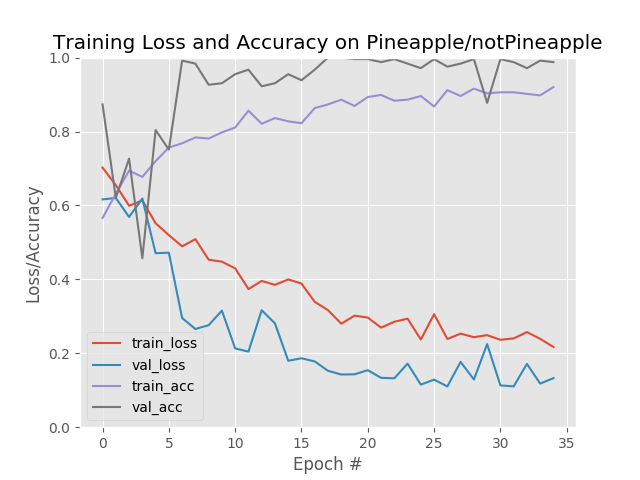 Training Loss and Accuracy on Pineapple/notPineapple
1.0
0.8
0.6
0.4
0.2
0.0
Loss/Accuracy
train_loss
val_loss
train_acc
val_acc
0 5 10 15 20 25 30 35
Epoch #